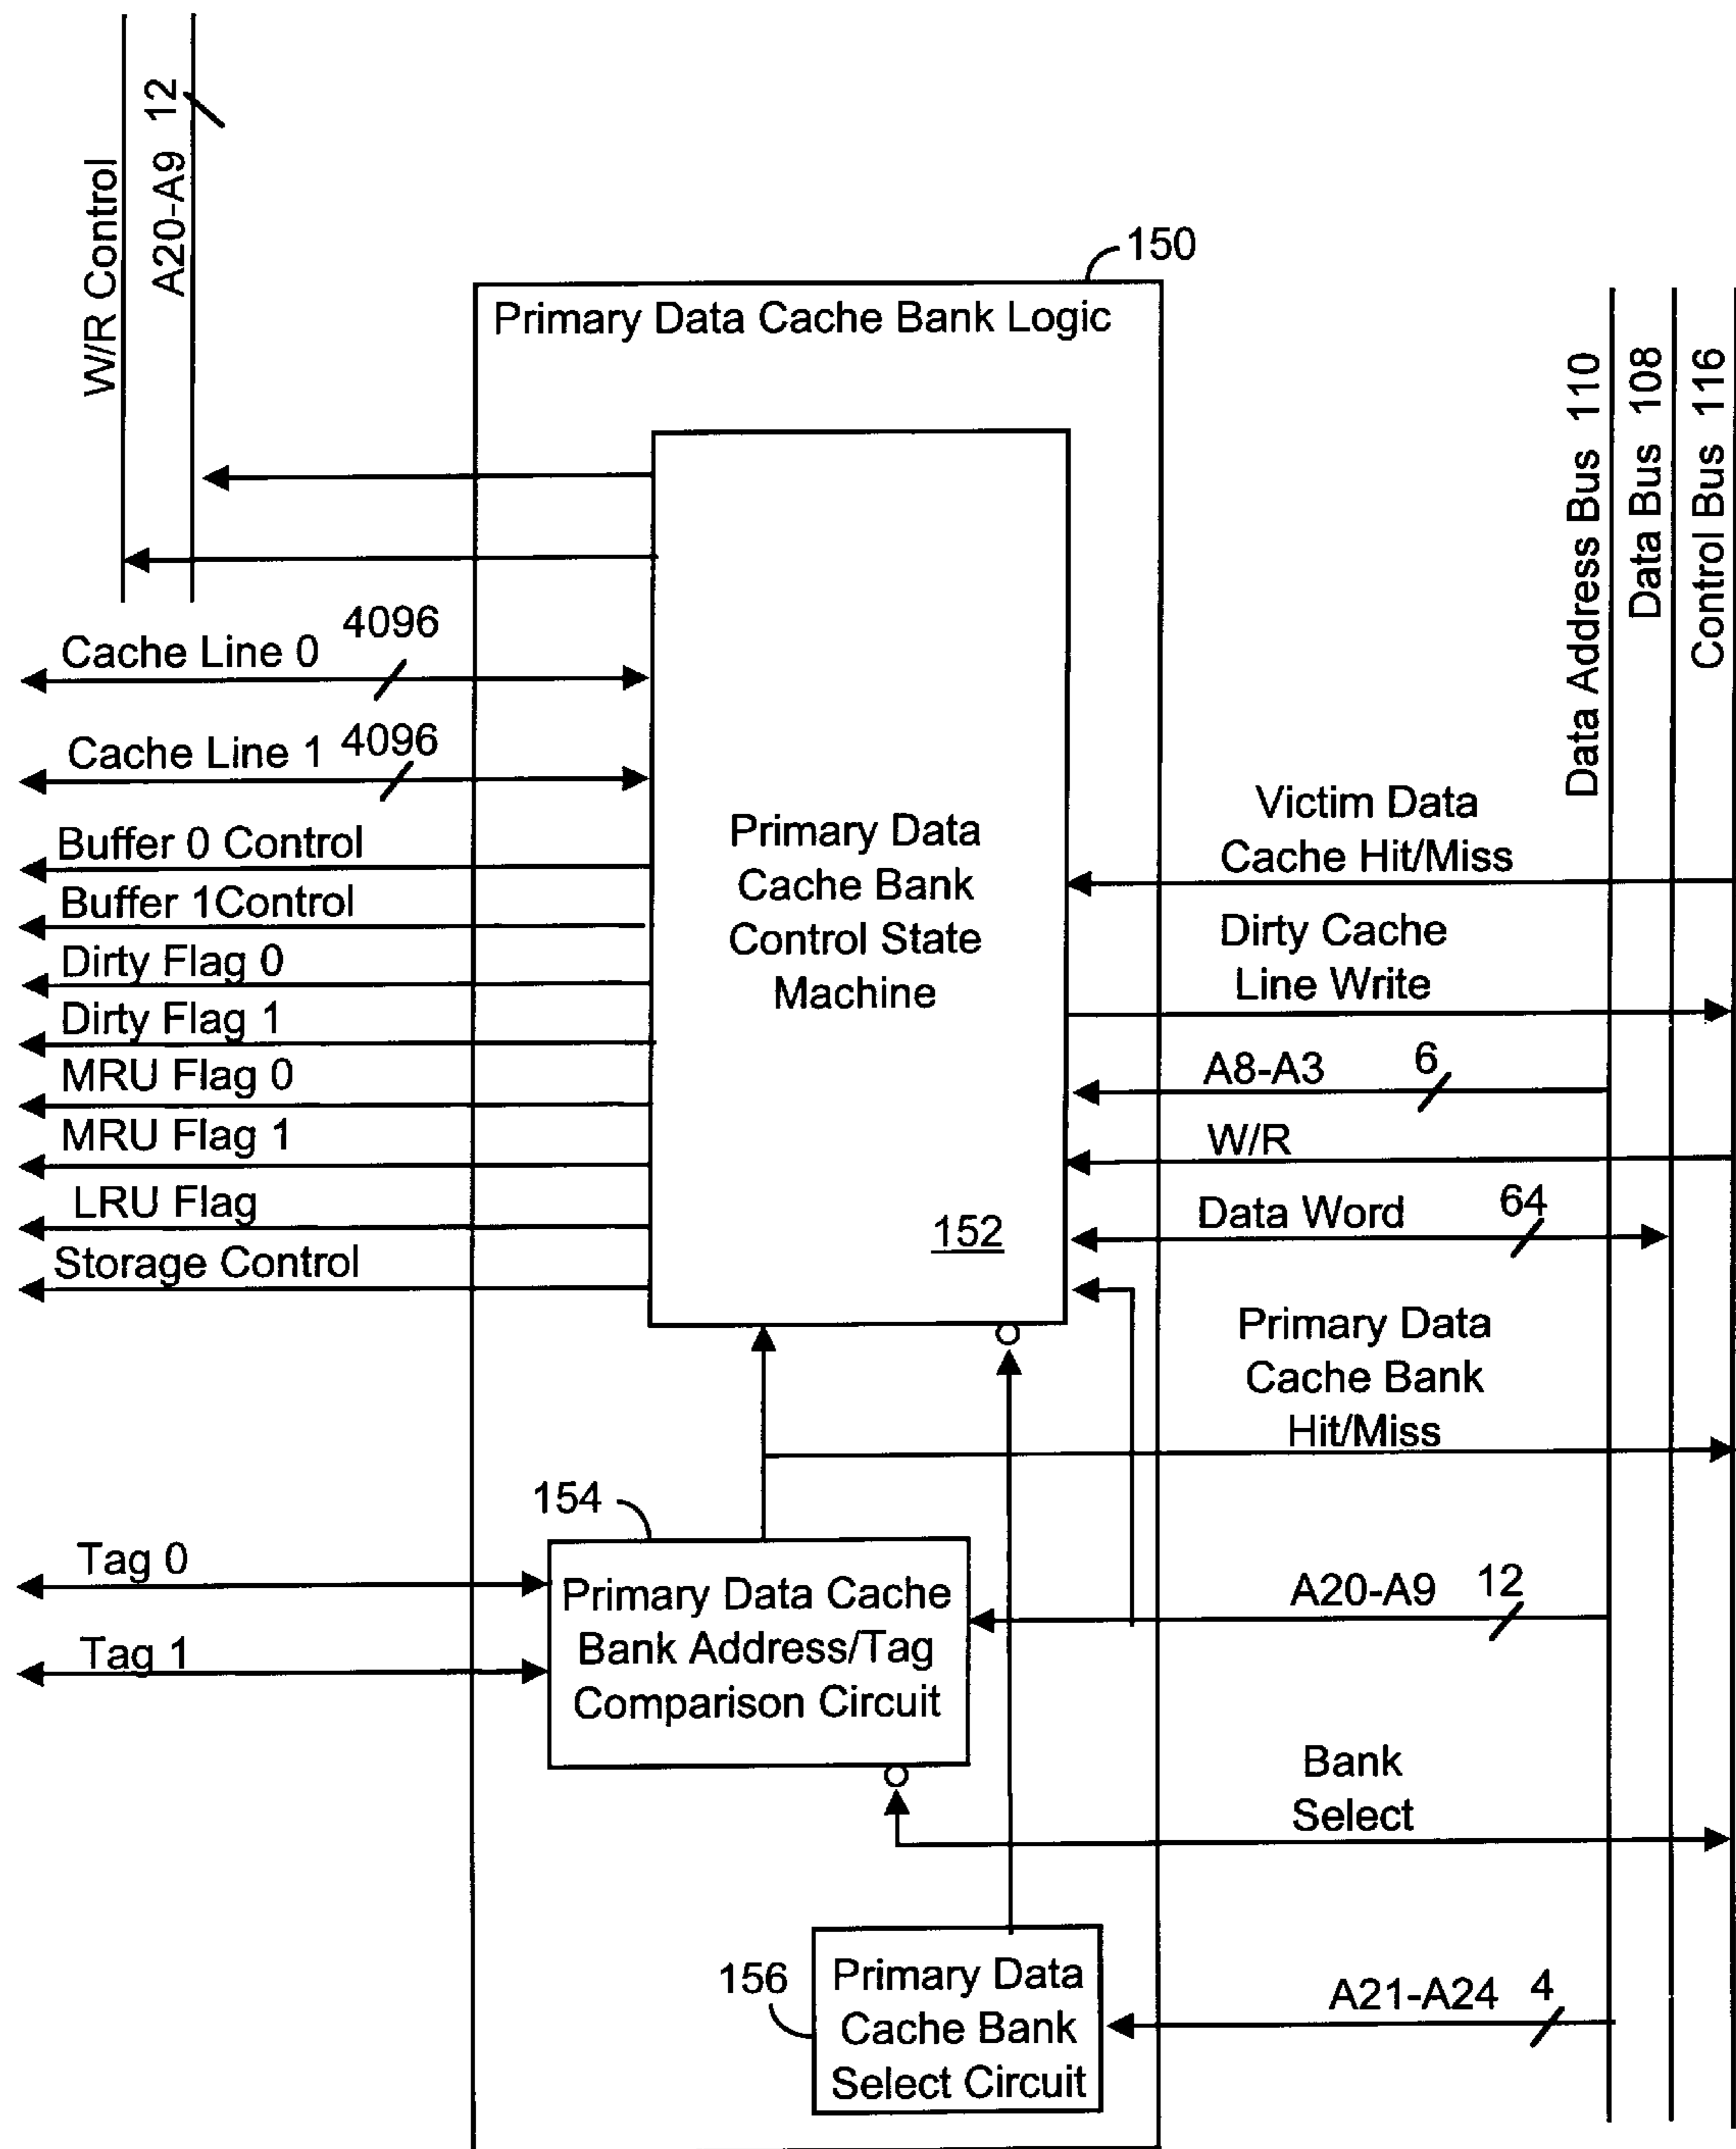 W/R Control
A20-A9 12
150
Primary Data Cache Bank Logic
Data Address Bus 110
Data Bus 108
Control Bus 116
Cache Line 0
4096
Cache Line 1
4096
Buffer 0 Control
Buffer 1Control
Dirty Flag 0
Dirty Flag 1
MRU Flag 0
MRU Flag 1
LRU Flag
Storage Control
Primary Data
Cache Bank
Control State
Machine
152
Victim Data
Cache Hit/Miss
Dirty Cache
Line Write
A8-A3
6
W/R
Data Word
64
Primary Data
Cache Bank
Hit/Miss
154
Tag 0
Tag 1
Primary Data Cache
Bank Address/Tag
Comparison Circuit
A20-A9
12
Bank
Select
156
Primary Data
Cache Bank
Select Circuit
A21-A24
4